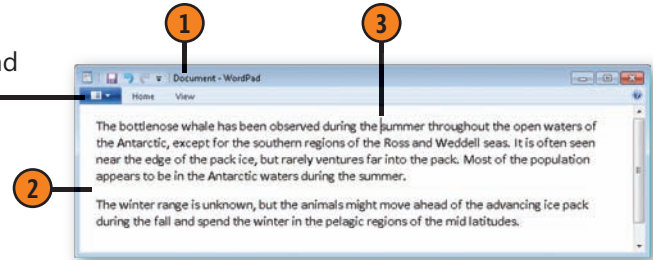 1
3
nd
Document - WordPad
Home View
The bottlenose whale has been observed during the summer throughout the open waters of
the Antarctic, except for the southern regions of the Ross and Weddell seas. It is often seen
near the edge of the pack ice, but rarely ventures far into the pack. Most of the population
appears to be in the Antarctic waters during the summer.
2
The winter range is unknown, but the animals might move ahead of the advancing ice pack
during the fall and spend the winter in the pelagic regions of the mid latitudes.